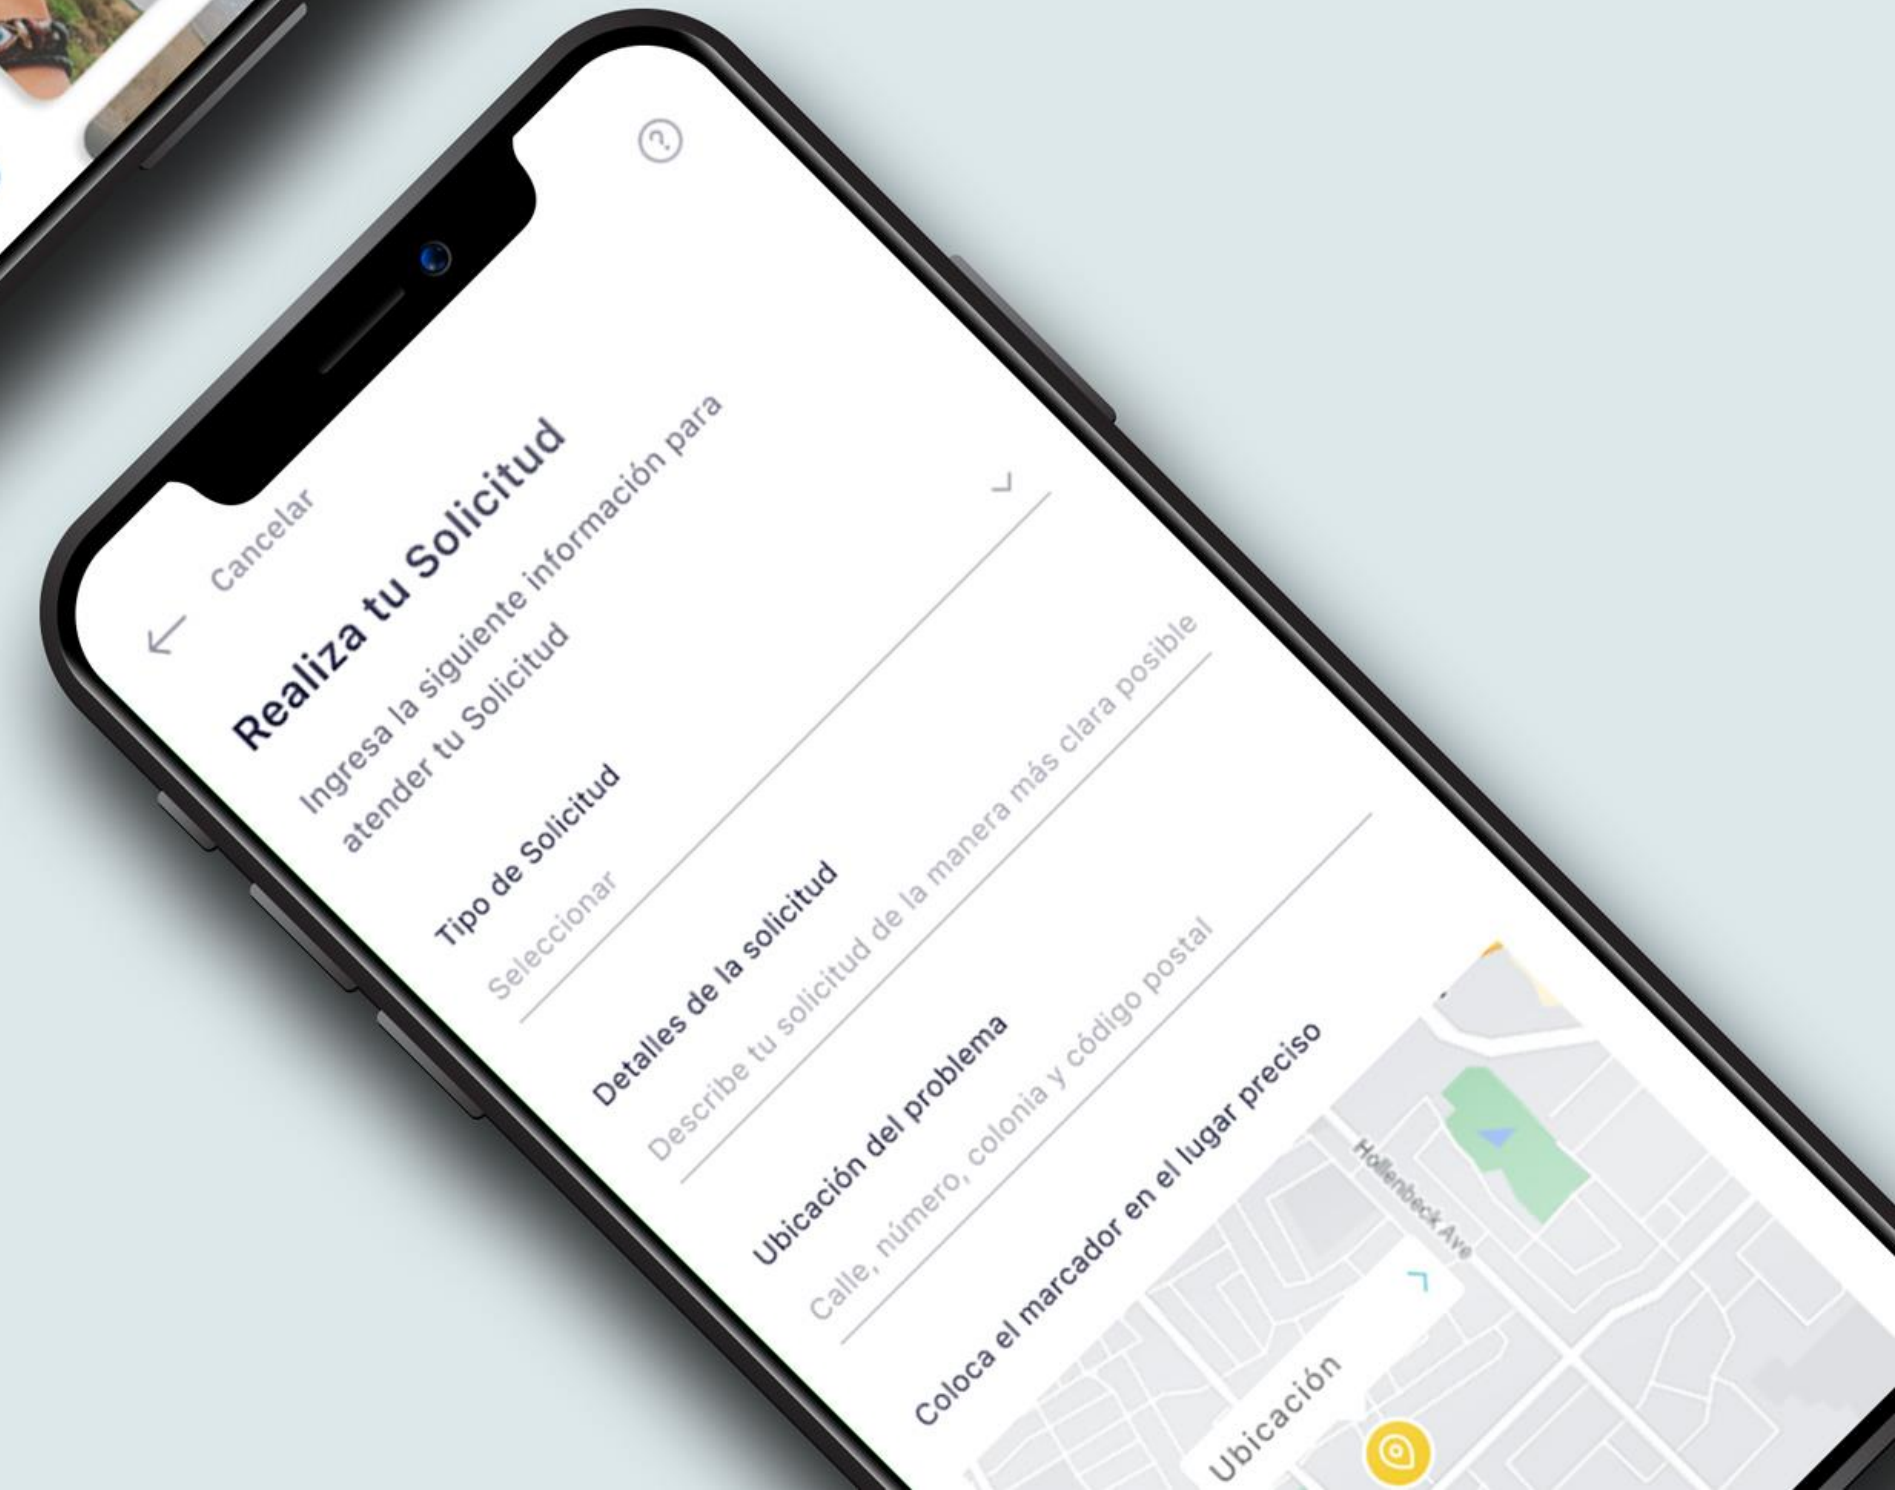 Cancelar
Realiza tu Solicitud
Ingresa la siguiente información para
atender tu Solicitud
Tipo de Solicitud
Seleccionar
Detalles de la solicitud
Describe tu solicitud de la manera más clara posible
Ubicación del problema
Calle, número, colonia y código postal
Coloca el marcador en el lugar preciso
Hollenbeck Ave
Ubicación